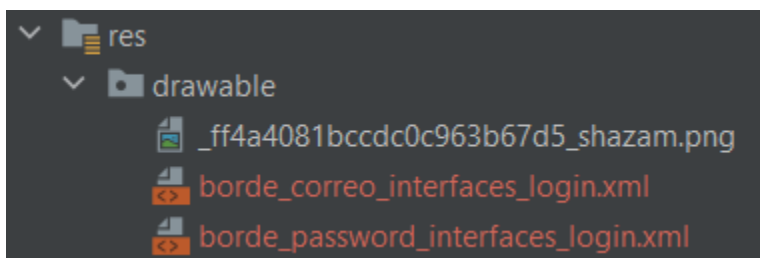 res
drawable
_ff4a4081bccdc0c963b67d5_shazam.png
borde_correo_interfaces_login.xml
borde_password_interfaces_login.xml